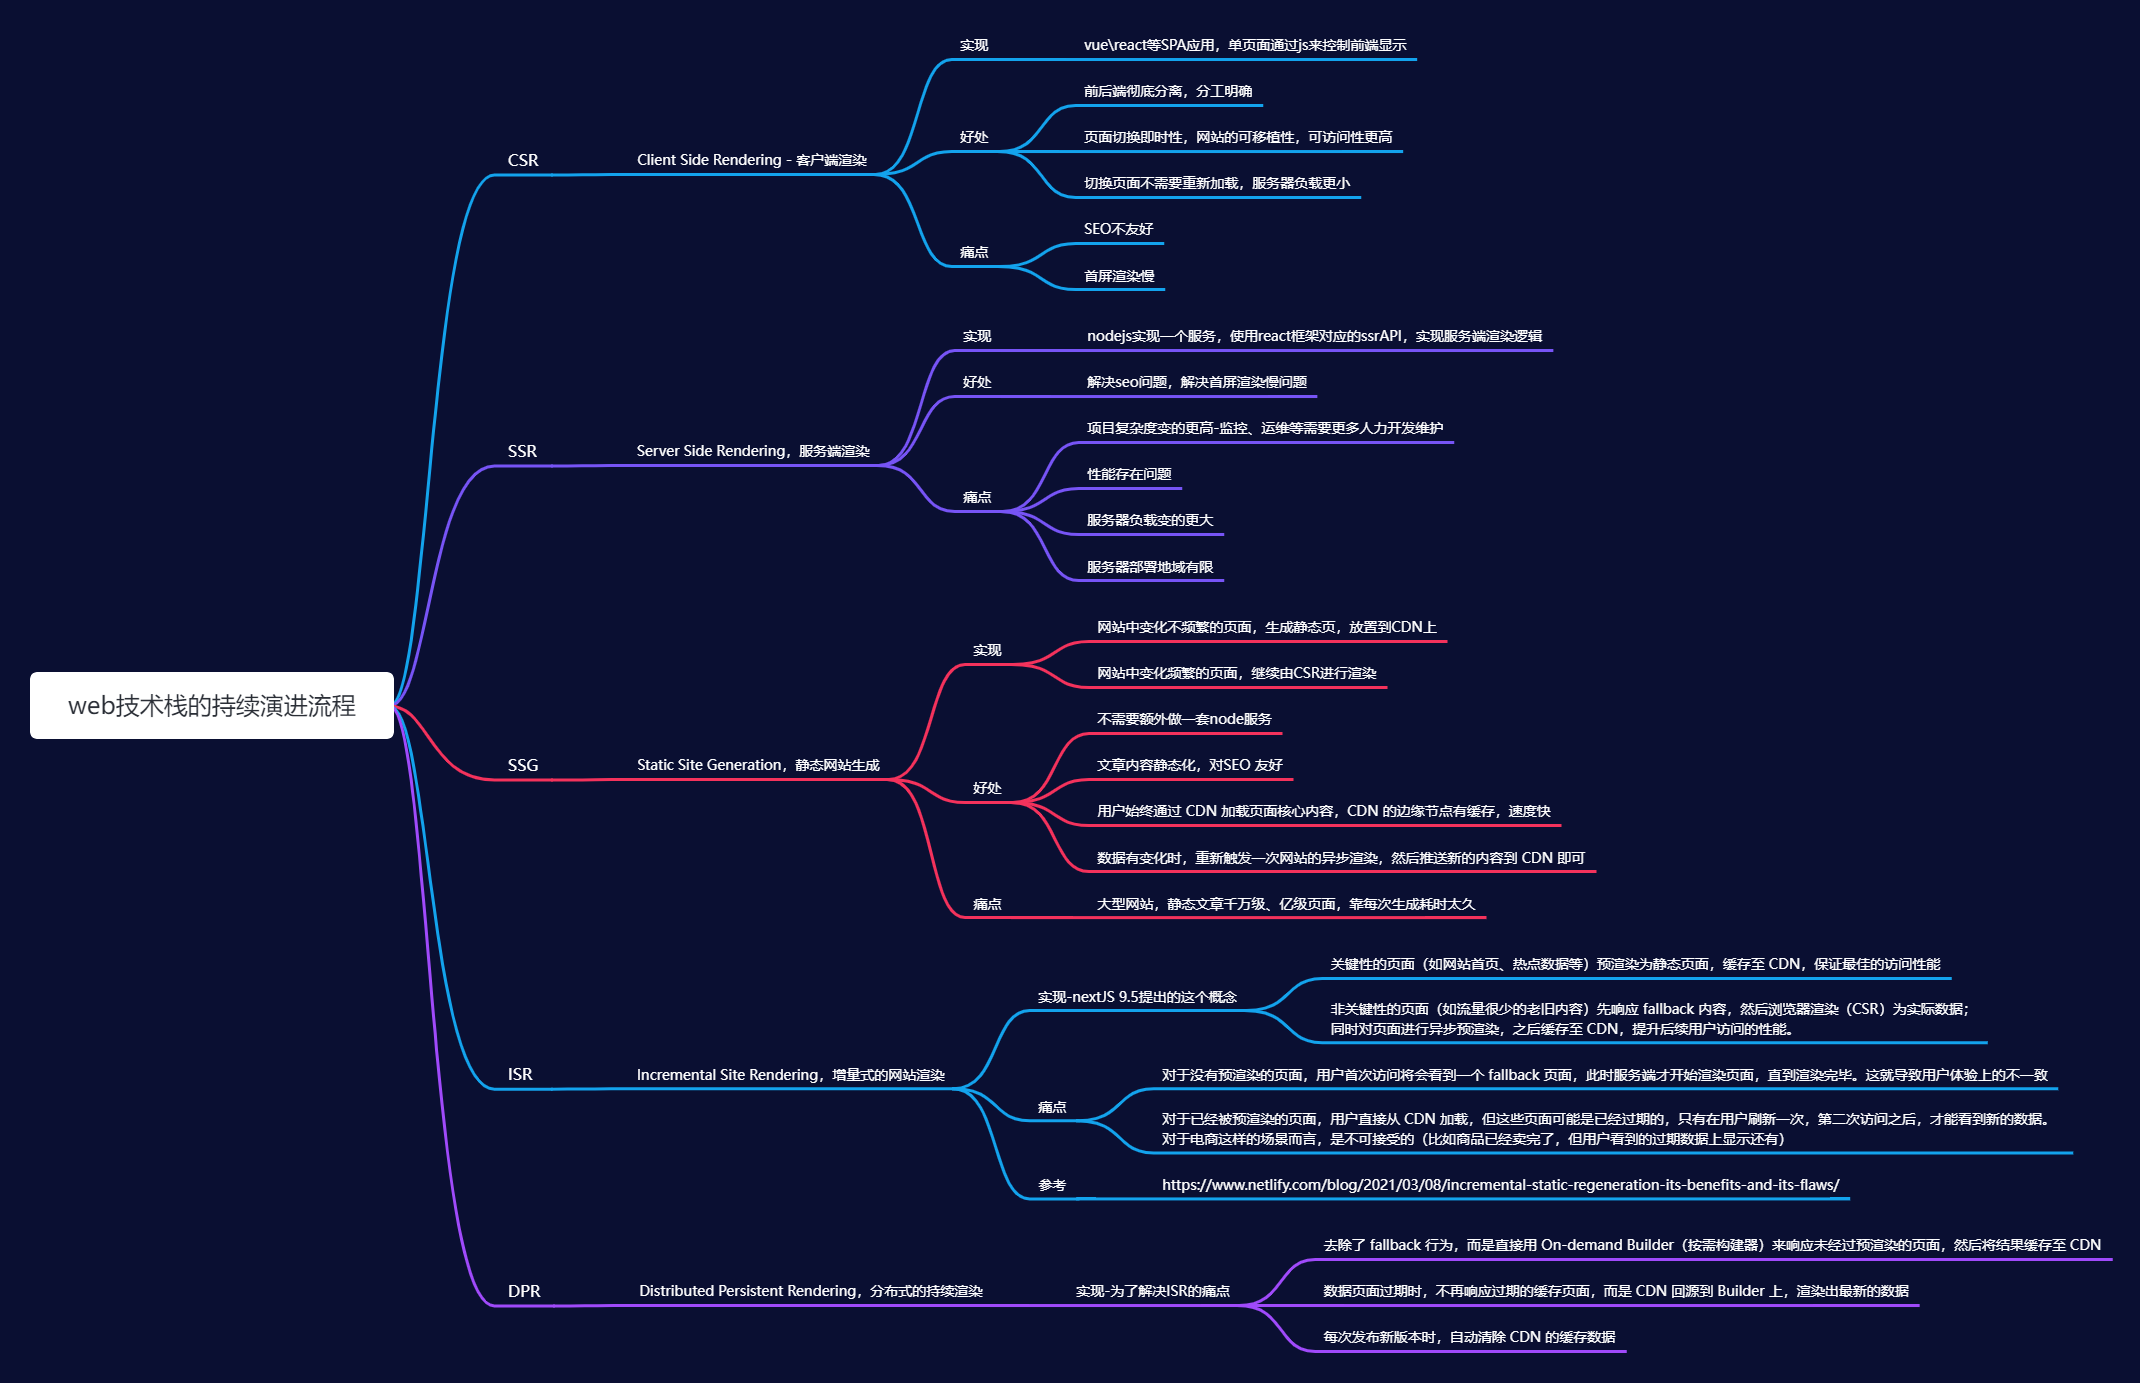 web技术栈的持续演进流程
CSR
Client Side Rendering - 客户端渲染
实现
vue\react等SPA应用，单页面通过js来控制前端显示
好处
前后端彻底分离，分工明确
页面切换即时性，网站的可移植性，可访问性更高
切换页面不需要重新加载，服务器负载更小
痛点
SEO不友好
首屏渲染慢
SSR
Server Side Rendering，服务端渲染
实现
nodejs实现一个服务，使用react框架对应的ssrAPI，实现服务端渲染逻辑
好处
解决seo问题，解决首屏渲染慢问题
痛点
项目复杂度变的更高-监控、运维等需要更多人力开发维护
性能存在问题
服务器负载变的更大
服务器部署地域有限
SSG
Static Site Generation，静态网站生成
实现
网站中变化不频繁的页面，生成静态页，放置到CDN上
网站中变化频繁的页面，继续由CSR进行渲染
好处
不需要额外做一套node服务
文章内容静态化，对SEO 友好
用户始终通过 CDN 加载页面核心内容，CDN 的边缘节点有缓存，速度快
数据有变化时，重新触发一次网站的异步渲染，然后推送新的内容到 CDN 即可
痛点
大型网站，静态文章千万级、亿级页面，靠每次生成耗时太久
ISR
Incremental Site Rendering，增量式的网站渲染
实现-nextJS 9.5提出的这个概念
关键性的页面（如网站首页、热点数据等）预渲染为静态页面，缓存至 CDN，保证最佳的访问性能
非关键性的页面（如流量很少的老旧内容）先响应 fallback 内容，然后浏览器渲染（CSR）为实际数据；
同时对页面进行异步预渲染，之后缓存至 CDN，提升后续用户访问的性能。
痛点
对于没有预渲染的页面，用户首次访问将会看到一个 fallback 页面，此时服务端才开始渲染页面，直到渲染完毕。这就导致用户体验上的不一致
对于已经被预渲染的页面，用户直接从 CDN 加载，但这些页面可能是已经过期的，只有在用户刷新一次，第二次访问之后，才能看到新的数据。
对于电商这样的场景而言，是不可接受的（比如商品已经卖完了，但用户看到的过期数据上显示还有）
参考
https://www.netlify.com/blog/2021/03/08/incremental-static-regeneration-its-benefits-and-its-flaws/
DPR
Distributed Persistent Rendering，分布式的持续渲染
实现-为了解决ISR的痛点
去除了 fallback 行为，而是直接用 On-demand Builder（按需构建器）来响应未经过预渲染的页面，然后将结果缓存至 CDN
数据页面过期时，不再响应过期的缓存页面，而是 CDN 回源到 Builder 上，渲染出最新的数据
每次发布新版本时，自动清除 CDN 的缓存数据